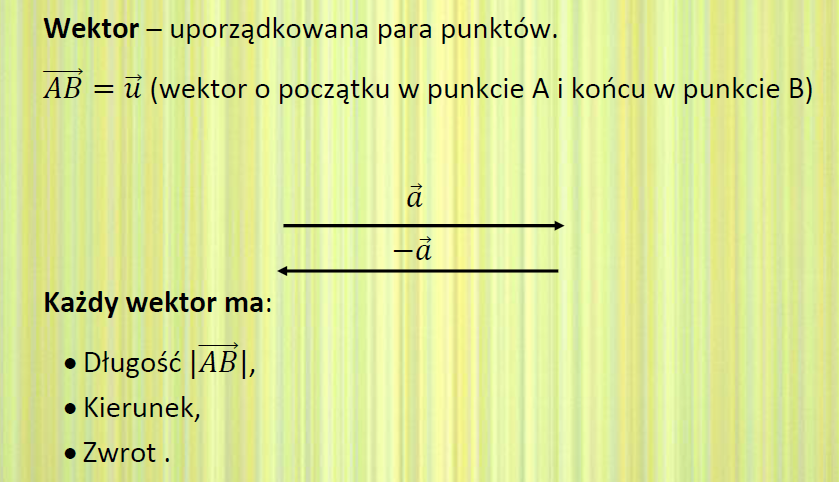 Wektor – uporządkowana para punktów.
$\overrightarrow{AB} = \vec{u}$ (wektor o początku w punkcie A i końcu w punkcie B)
$\vec{a}$
$-\vec{a}$
Każdy wektor ma:
• Długość $|\overrightarrow{AB}|$,
• Kierunek,
• Zwrot .